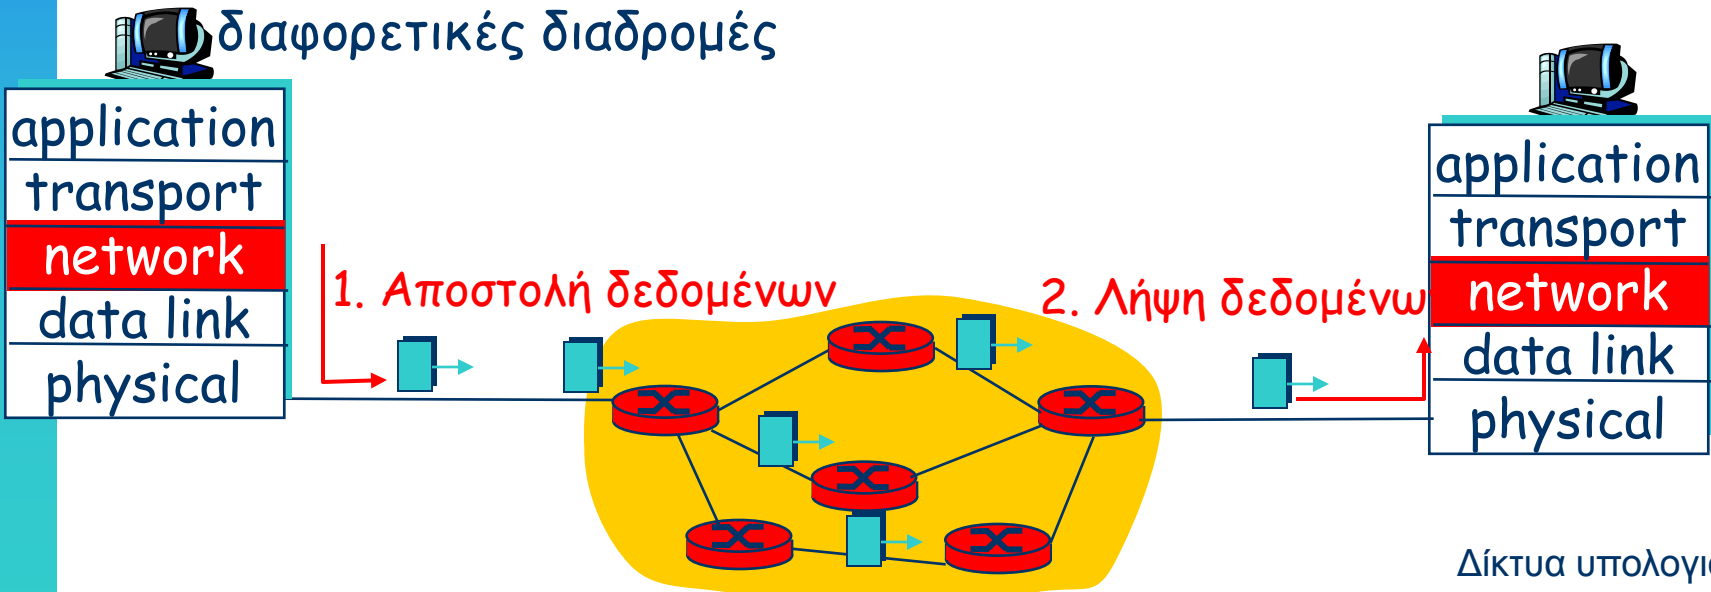 διαφορετικές διαδρομές
application
transport
network
data link
physical
1. Αποστολή δεδομένων
2. Λήψη δεδομένω
application
transport
network
data link
physical
Δίκτυα υπολογι